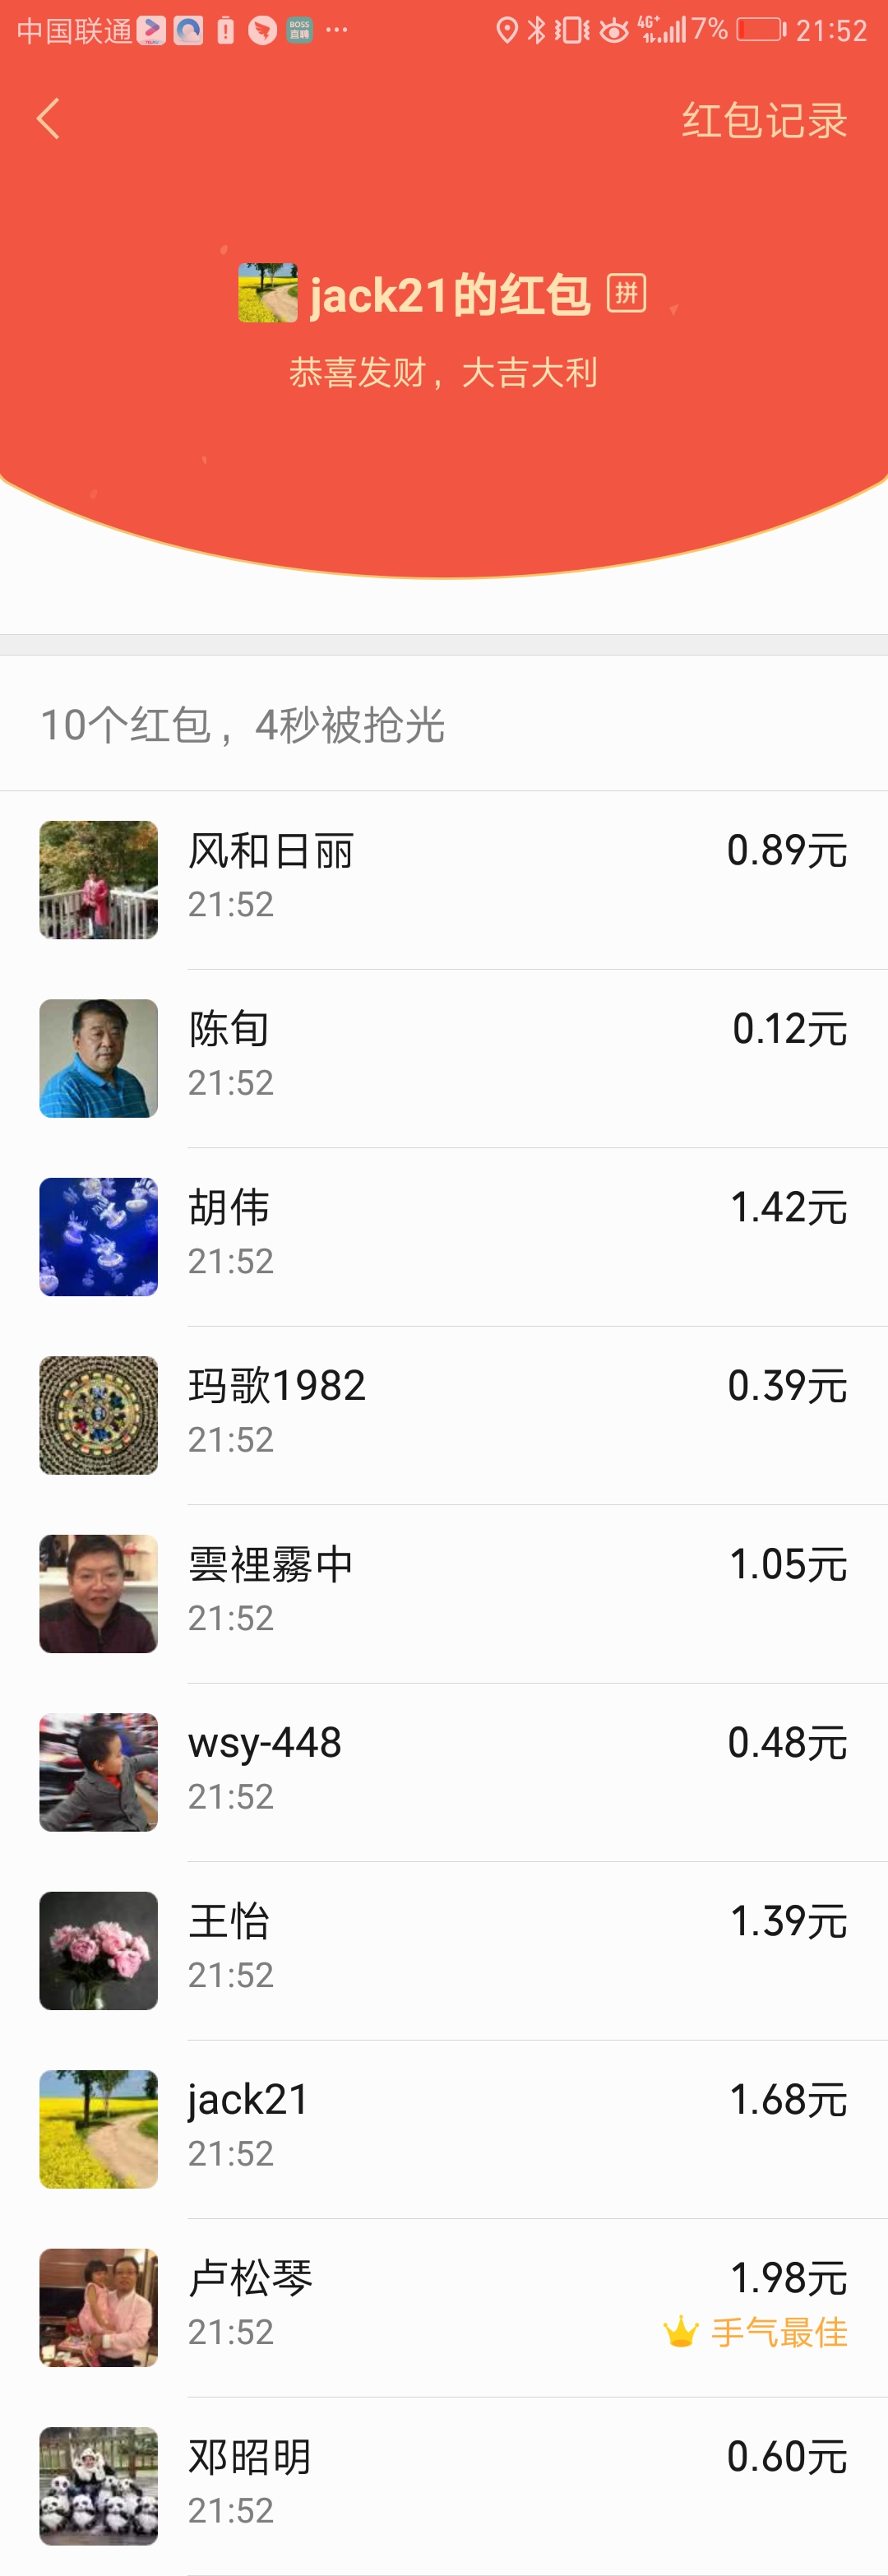 中国联通 BOSS直聘 ... 4G+ 7% 21:52
红包记录
jack21的红包 拼
恭喜发财，大吉大利
10个红包，4秒被抢光
风和日丽 0.89元
21:52
陈旬 0.12元
21:52
胡伟 1.42元
21:52
玛歌1982 0.39元
21:52
雲裡霧中 1.05元
21:52
wsy-448 0.48元
21:52
王怡 1.39元
21:52
jack21 1.68元
21:52
卢松琴 1.98元
21:52 手气最佳
邓昭明 0.60元
21:52